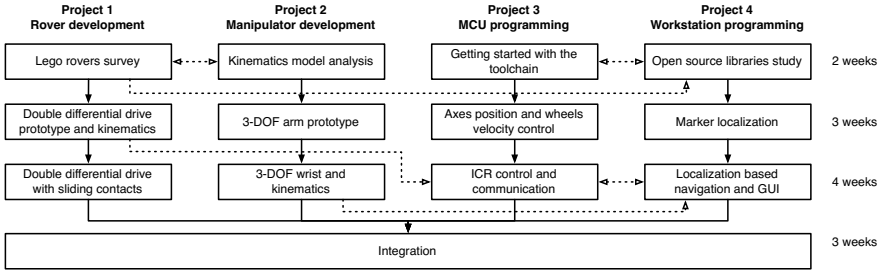 Project 1
Rover development
Project 2
Manipulator development
Project 3
MCU programming
Project 4
Workstation programming
Lego rovers survey
Kinematics model analysis
Getting started with the
toolchain
Open source libraries study
2 weeks
Double differential drive
prototype and kinematics
3-DOF arm prototype
Axes position and wheels
velocity control
Marker localization
3 weeks
Double differential drive
with sliding contacts
3-DOF wrist and
kinematics
ICR control and
communication
Localization based
navigation and GUI
4 weeks
Integration
3 weeks